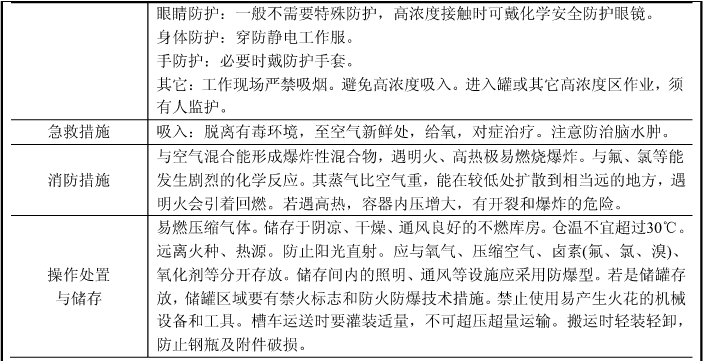 眼睛防护：一般不需要特殊防护，高浓度接触时可戴化学安全防护眼镜。
身体防护：穿防静电工作服。
手防护：必要时戴防护手套。
其它：工作现场严禁吸烟。避免高浓度吸入。进入罐或其它高浓度区作业，须
有人监护。
急救措施
吸入：脱离有毒环境，至空气新鲜处，给氧，对症治疗。注意防治脑水肿。
消防措施
与空气混合能形成爆炸性混合物，遇明火、高热极易燃烧爆炸。与氟、氯等能
发生剧烈的化学反应。其蒸气比空气重，能在较低处扩散到相当远的地方，遇
明火会引着回燃。若遇高热，容器内压增大，有开裂和爆炸的危险。
操作处置
与储存
易燃压缩气体。储存于阴凉、干燥、通风良好的不燃库房。仓温不宜超过30℃。
远离火种、热源。防止阳光直射。应与氧气、压缩空气、卤素(氟、氯、溴)、
氧化剂等分开存放。储存间内的照明、通风等设施应采用防爆型。若是储罐存
放，储罐区域要有禁火标志和防火防爆技术措施。禁止使用易产生火花的机械
设备和工具。槽车运送时要灌装适量，不可超压超量运输。搬运时轻装轻卸，
防止钢瓶及附件破损。